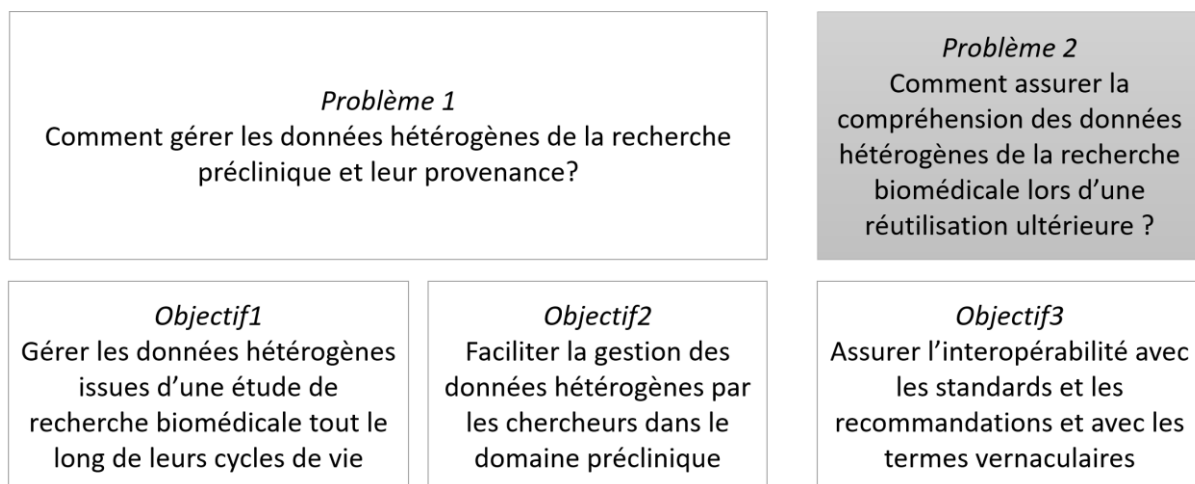 Problème 1
Comment gérer les données hétérogènes de la recherche
préclinique et leur provenance?
Problème 2
Comment assurer la
compréhension des données
hétérogènes de la recherche
biomédicale lors d’une
réutilisation ultérieure ?
Objectif1
Gérer les données hétérogènes
issues d’une étude de
recherche biomédicale tout le
long de leurs cycles de vie
Objectif2
Faciliter la gestion des
données hétérogènes par
les chercheurs dans le
domaine préclinique
Objectif3
Assurer l’interopérabilité avec
les standards et les
recommandations et avec les
termes vernaculaires